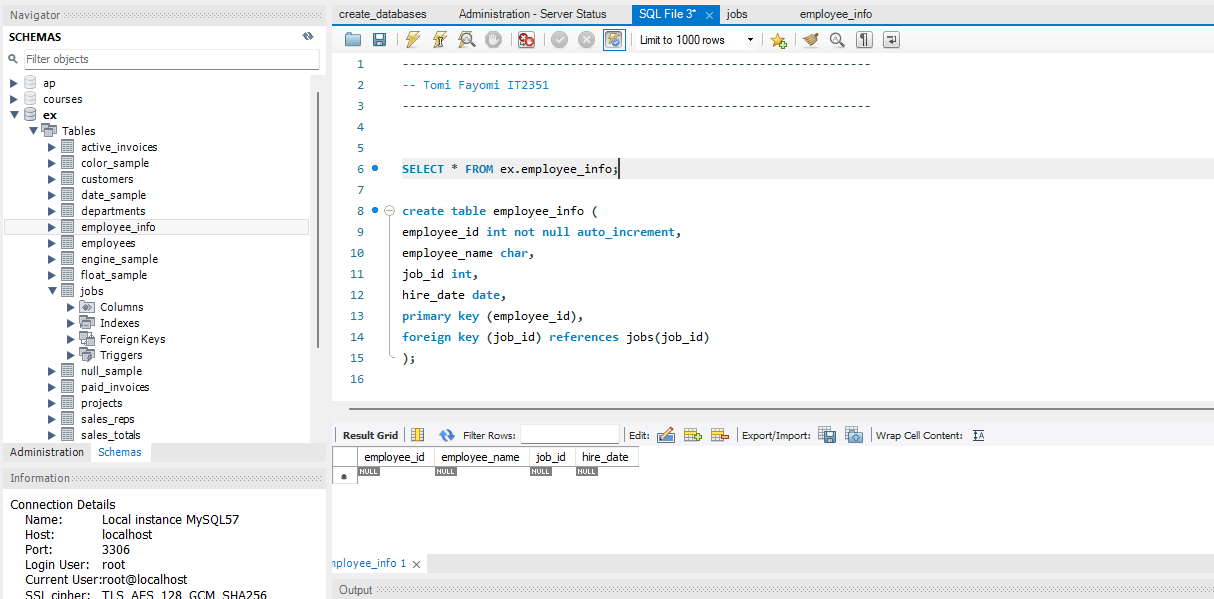 Navigator
SCHEMAS
Filter objects
ap
courses
ex
Tables
active_invoices
color_sample
customers
date_sample
departments
employee_info
employees
engine_sample
float_sample
jobs
Columns
Indexes
Foreign Keys
Triggers
null_sample
paid_invoices
projects
sales_reps
sales_totals
Administration Schemas
Information
Connection Details
Name: Local instance MySQL57
Host: localhost
Port: 3306
Login User: root
Current User:root@localhost
SSL cipher: TLS_AES_128_GCM_SHA256
create_databases Administration - Server Status SQL File 3* jobs employee_info
Limit to 1000 rows
1 -------------------------------------------------------------------
2 -- Tomi Fayomi IT2351
3 -------------------------------------------------------------------
4
5
6 SELECT * FROM ex.employee_info;
7
8 create table employee_info (
9 employee_id int not null auto_increment,
10 employee_name char,
11 job_id int,
12 hire_date date,
13 primary key (employee_id),
14 foreign key (job_id) references jobs(job_id)
15 );
16
Result Grid Filter Rows: Edit: Export/Import: Wrap Cell Content:
employee_id employee_name job_id hire_date
* NULL NULL NULL NULL
mployee_info 1
Output